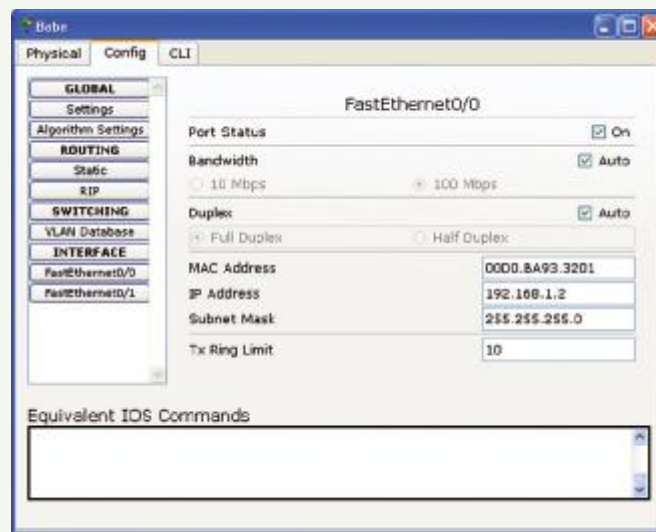 Babe
Physical Config CLI
GLOBAL
Settings
Algorithm Settings
ROUTING
Static
RIP
SWITCHING
VLAN Database
INTERFACE
FastEthernet0/0
FastEthernet0/1
FastEthernet0/0
Port Status On
Bandwidth Auto
10 Mbps 100 Mbps
Duplex Auto
Full Duplex Half Duplex
MAC Address 00D0.BA93.3201
IP Address 192.168.1.2
Subnet Mask 255.255.255.0
Tx Ring Limit 10
Equivalent IOS Commands